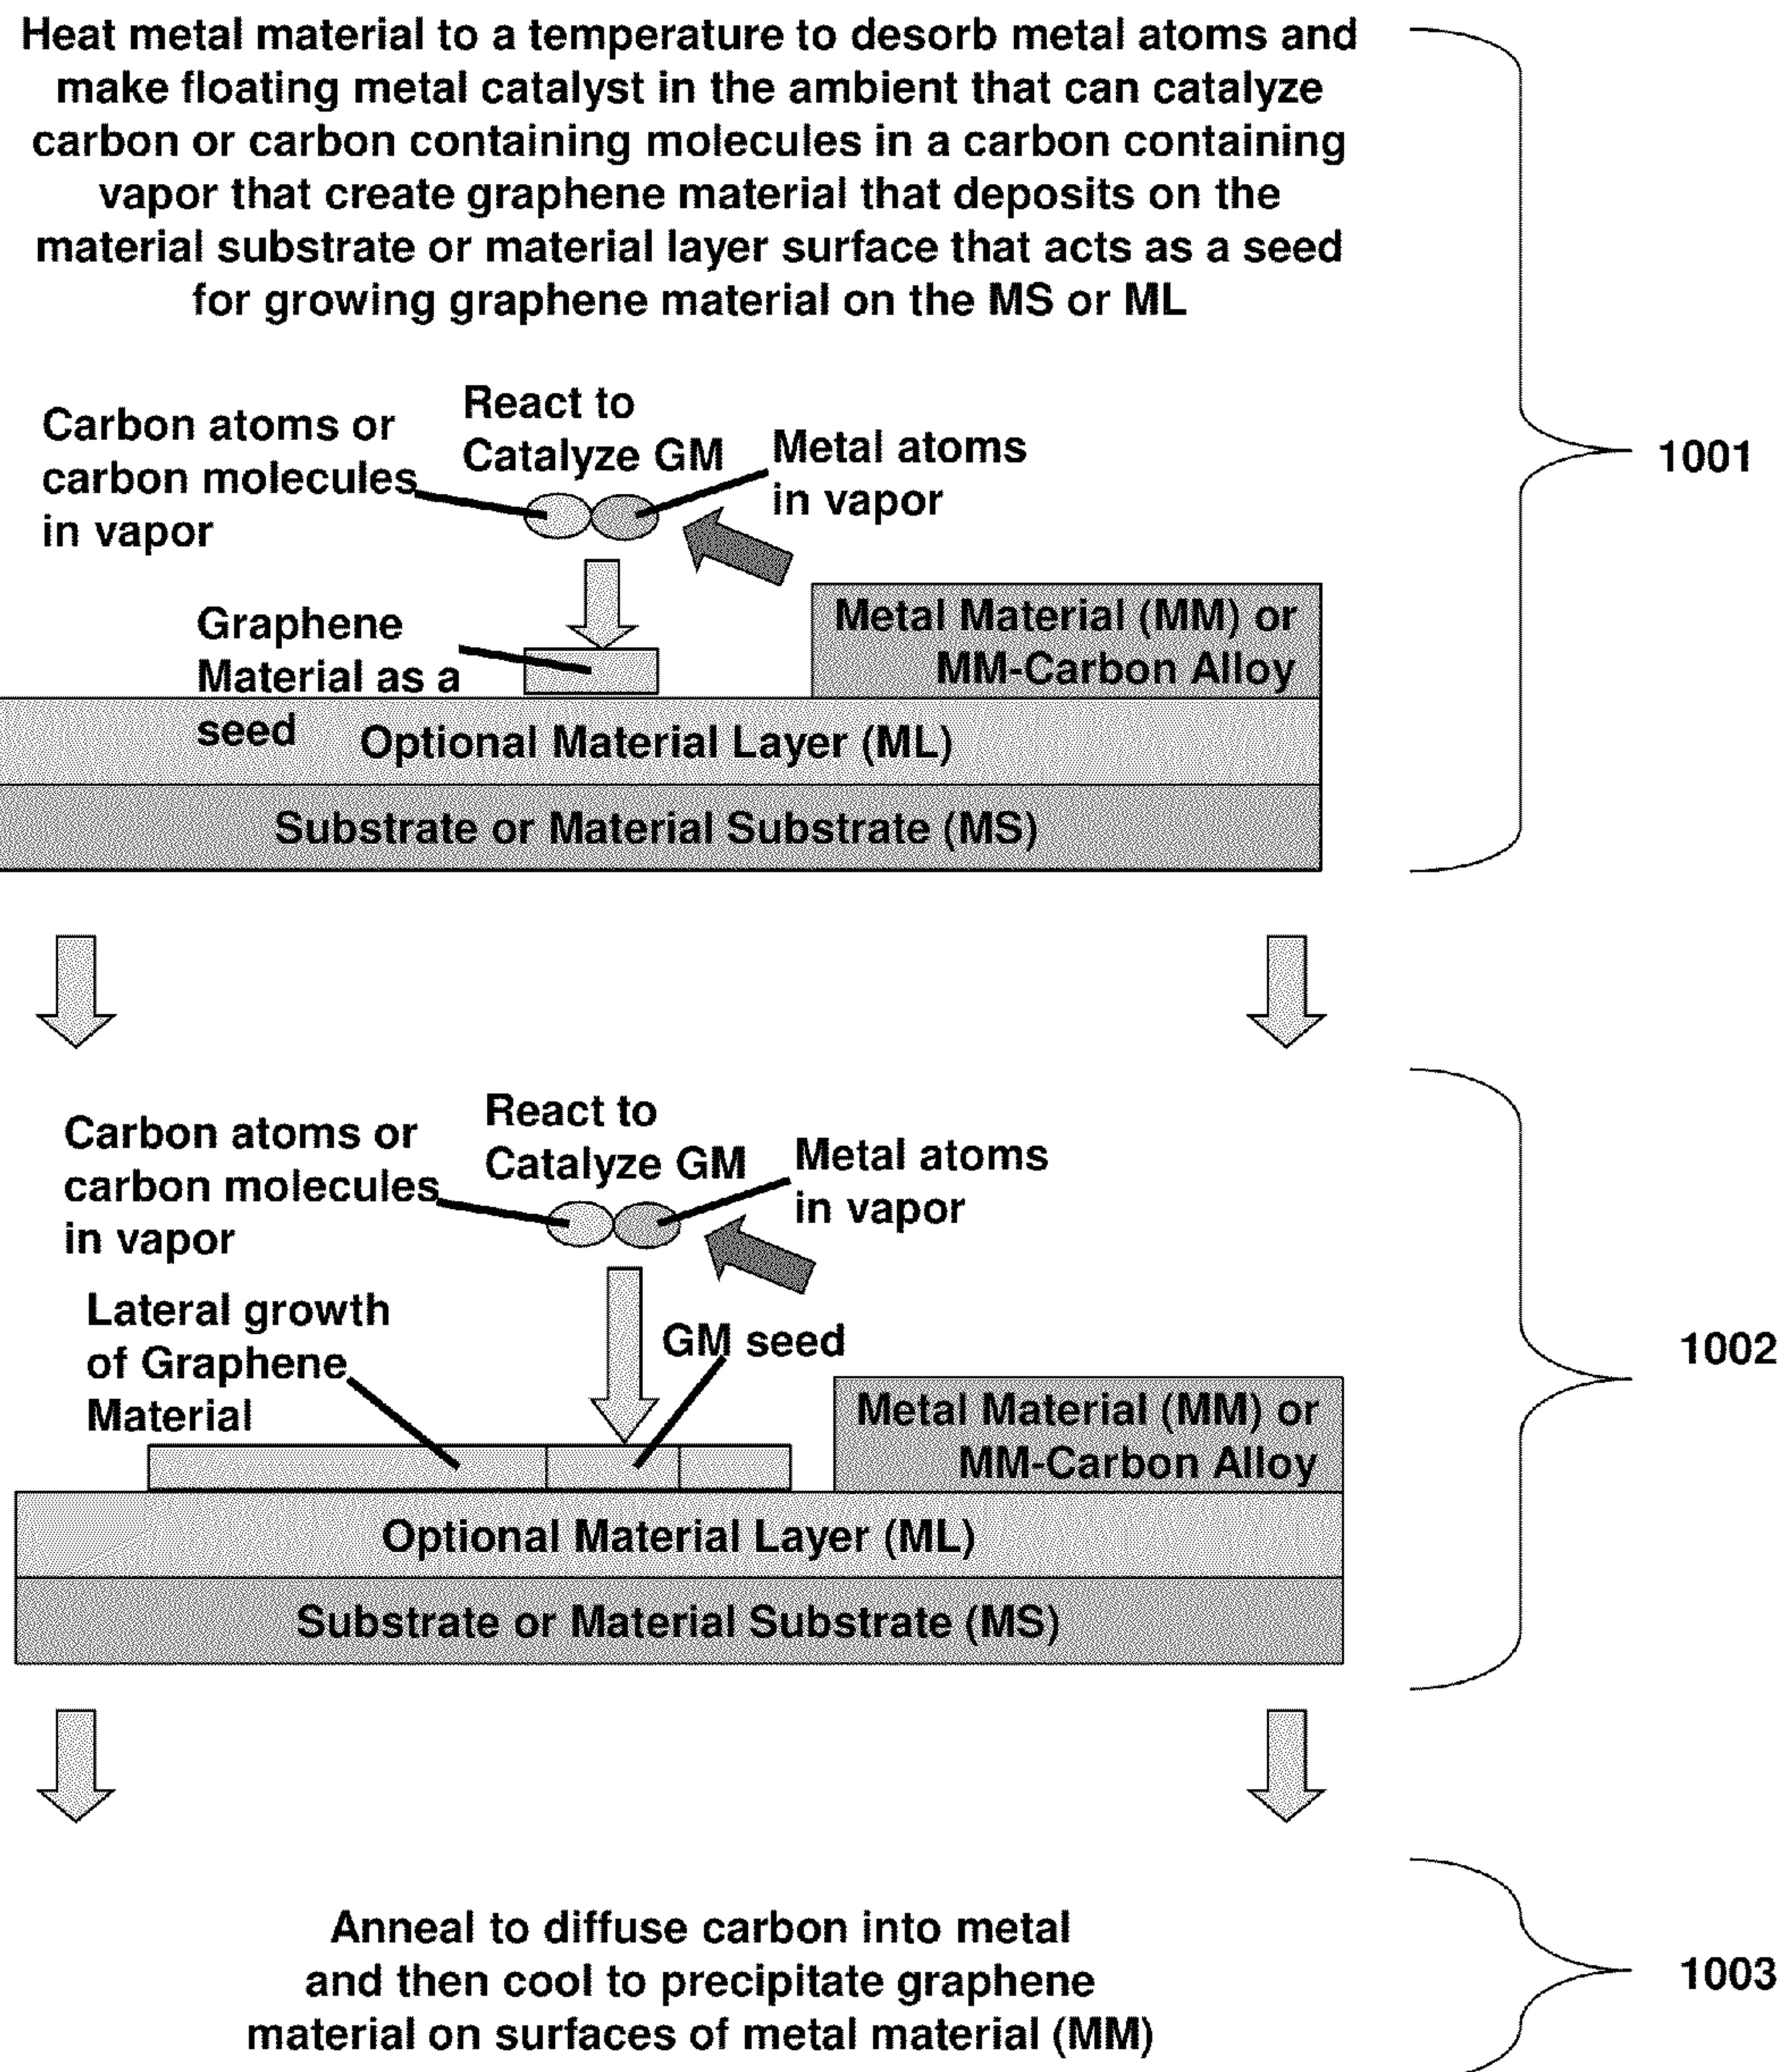 Heat metal material to a temperature to desorb metal atoms and
make floating metal catalyst in the ambient that can catalyze
carbon or carbon containing molecules in a carbon containing
vapor that create graphene material that deposits on the
material substrate or material layer surface that acts as a seed
for growing graphene material on the MS or ML
1001
Carbon atoms or
carbon molecules
in vapor
React to
Catalyze GM
Metal atoms
in vapor
Graphene
Material as a
seed
Metal Material (MM) or
MM-Carbon Alloy
Optional Material Layer (ML)
Substrate or Material Substrate (MS)
Carbon atoms or
carbon molecules
in vapor
React to
Catalyze GM
Metal atoms
in vapor
Lateral growth
of Graphene
Material
GM seed
1002
Metal Material (MM) or
MM-Carbon Alloy
Optional Material Layer (ML)
Substrate or Material Substrate (MS)
Anneal to diffuse carbon into metal
and then cool to precipitate graphene
material on surfaces of metal material (MM)
1003